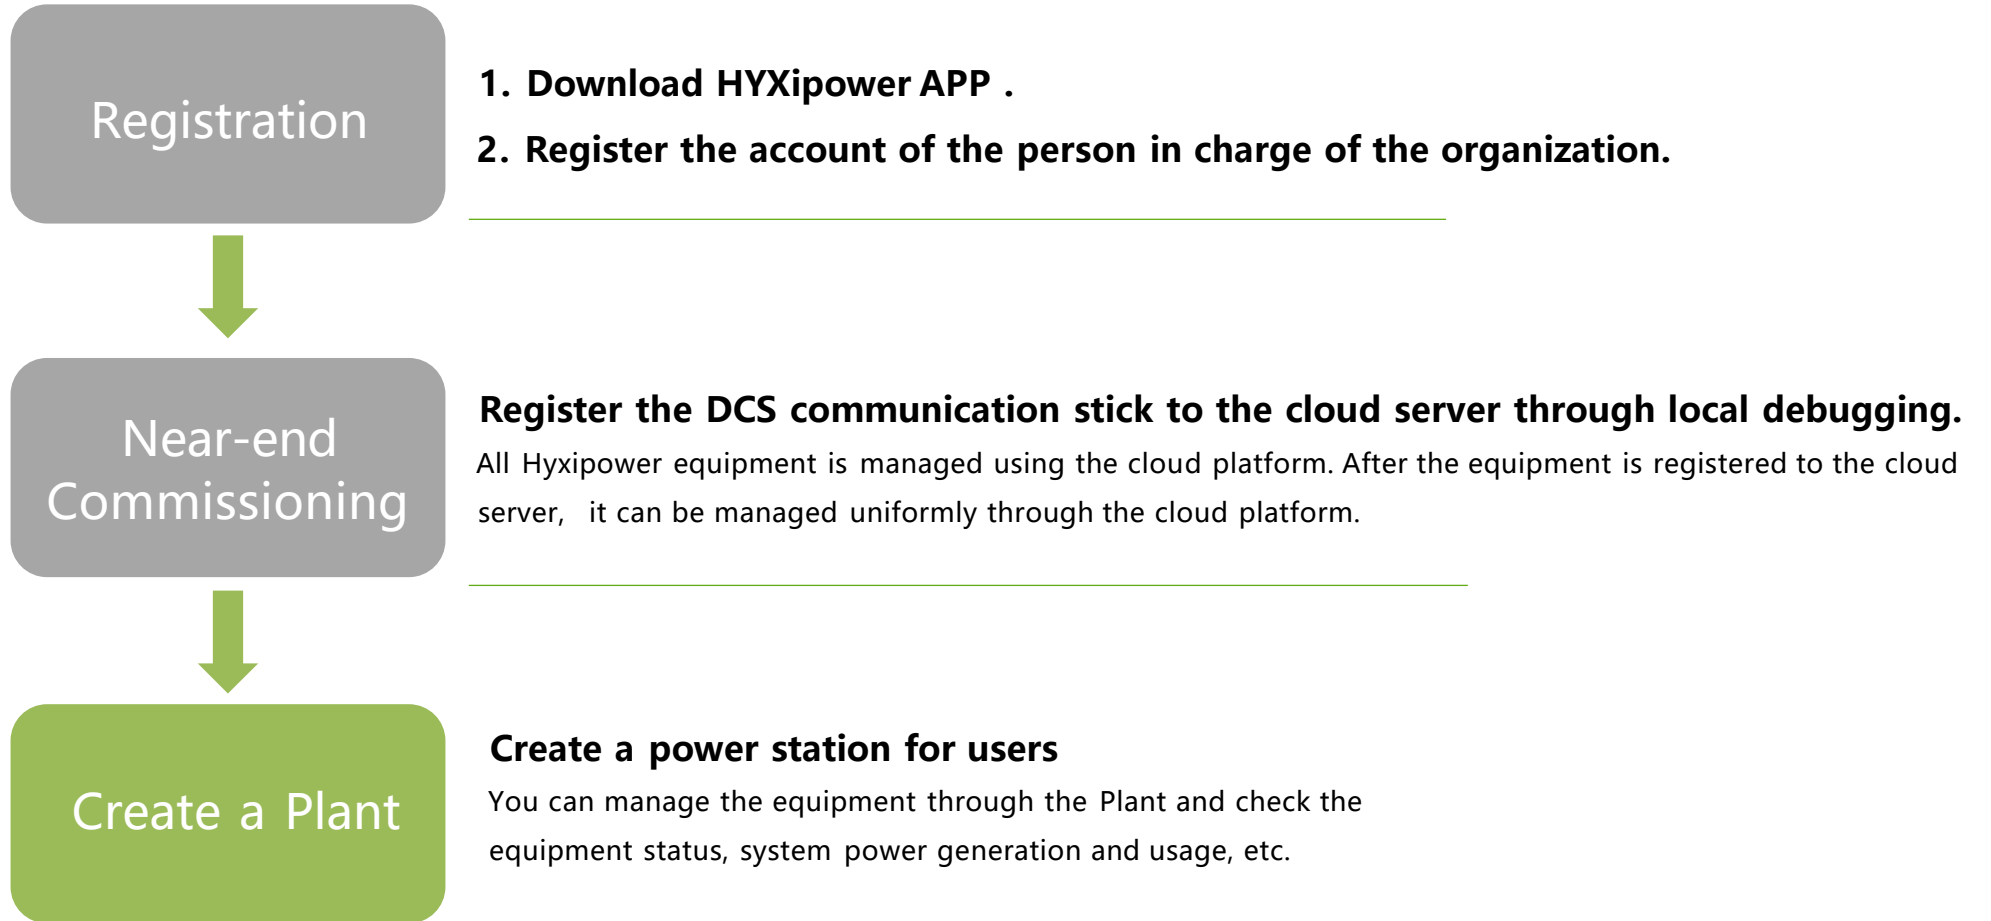 Registration
1. Download HYXipower APP .
2. Register the account of the person in charge of the organization.
Near-end
Commissioning
Register the DCS communication stick to the cloud server through local debugging.
All Hyxipower equipment is managed using the cloud platform. After the equipment is registered to the cloud
server, it can be managed uniformly through the cloud platform.
Create a Plant
Create a power station for users
You can manage the equipment through the Plant and check the
equipment status, system power generation and usage, etc.